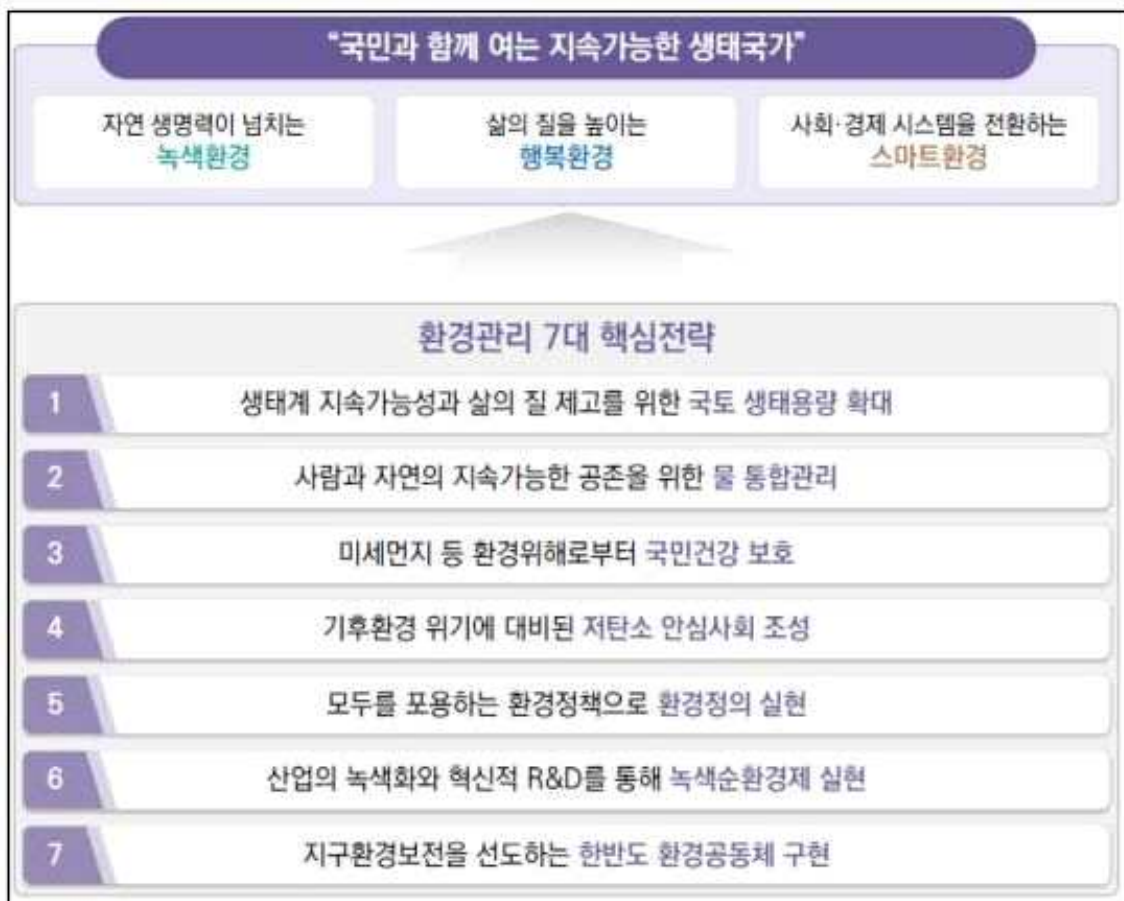 “국민과 함께 여는 지속가능한 생태국가”
자연 생명력이 넘치는
녹색환경
삶의 질을 높이는
행복환경
사회·경제 시스템을 전환하는
스마트환경
환경관리 7대 핵심전략
1 생태계 지속가능성과 삶의 질 제고를 위한 국토 생태용량 확대
2 사람과 자연의 지속가능한 공존을 위한 물 통합관리
3 미세먼지 등 환경위해로부터 국민건강 보호
4 기후환경 위기에 대비된 저탄소 안심사회 조성
5 모두를 포용하는 환경정책으로 환경정의 실현
6 산업의 녹색화와 혁신적 R&D를 통해 녹색순환경제 실현
7 지구환경보전을 선도하는 한반도 환경공동체 구현